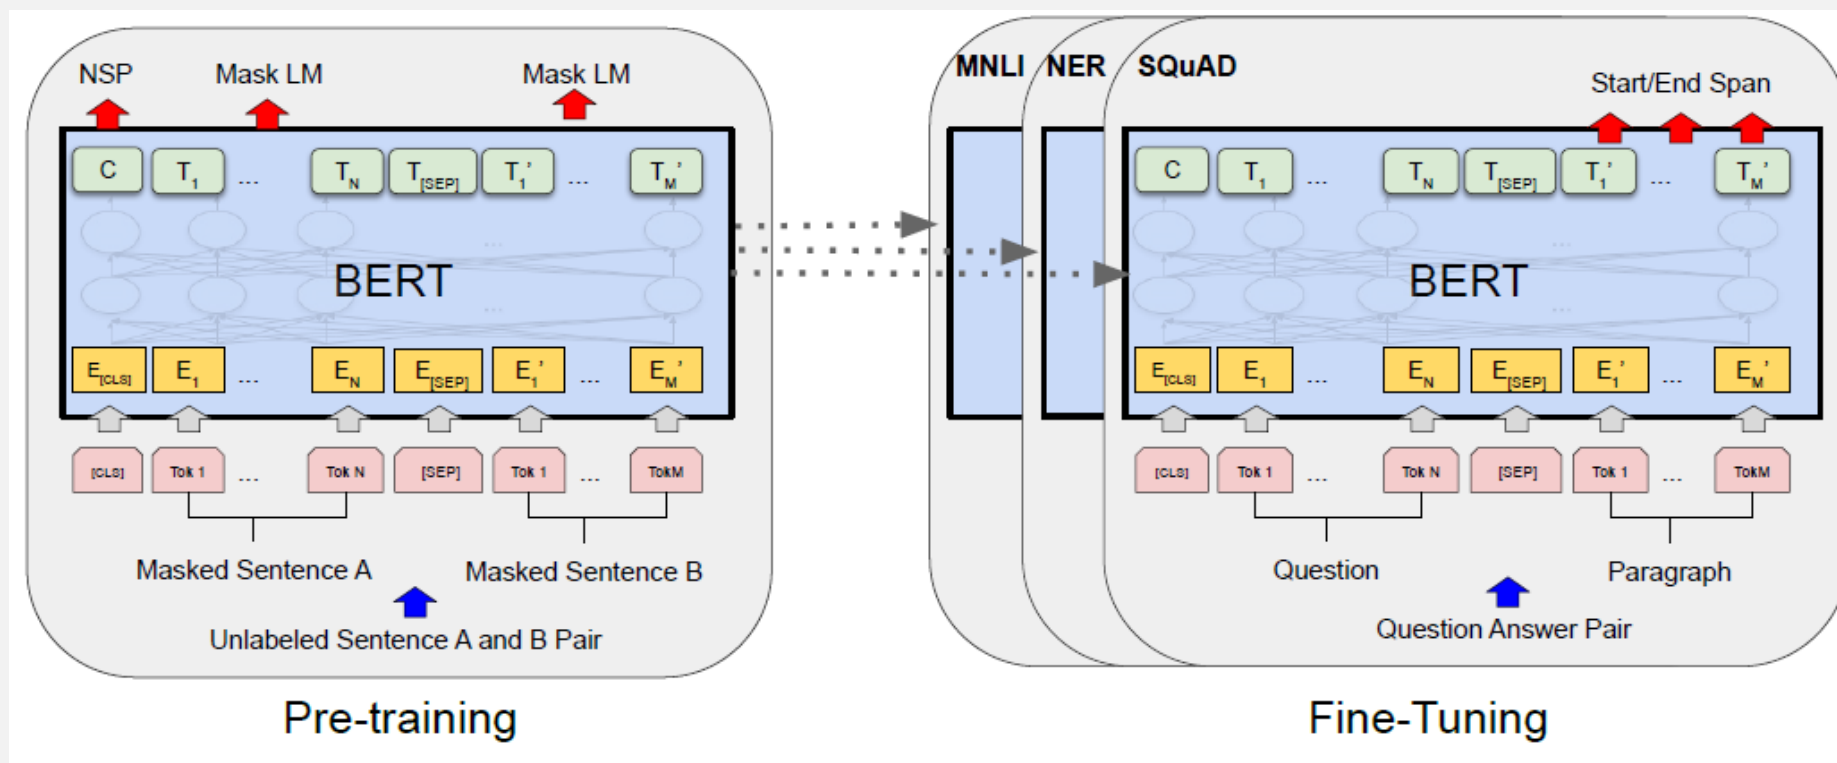 NSP Mask LM Mask LM
C T1 ... TN T[SEP] T1' ... TM'
...
BERT
...
E[CLS] E1 ... EN E[SEP] E1' ... EM'
[CLS] Tok 1 ... Tok N [SEP] Tok 1 ... TokM
Masked Sentence A Masked Sentence B
Unlabeled Sentence A and B Pair
Pre-training
MNLI NER SQuAD
Start/End Span
C T1 ... TN T[SEP] T1' ... TM'
...
BERT
...
E[CLS] E1 ... EN E[SEP] E1' ... EM'
[CLS] Tok 1 ... Tok N [SEP] Tok 1 ... TokM
Question Paragraph
Question Answer Pair
Fine-Tuning